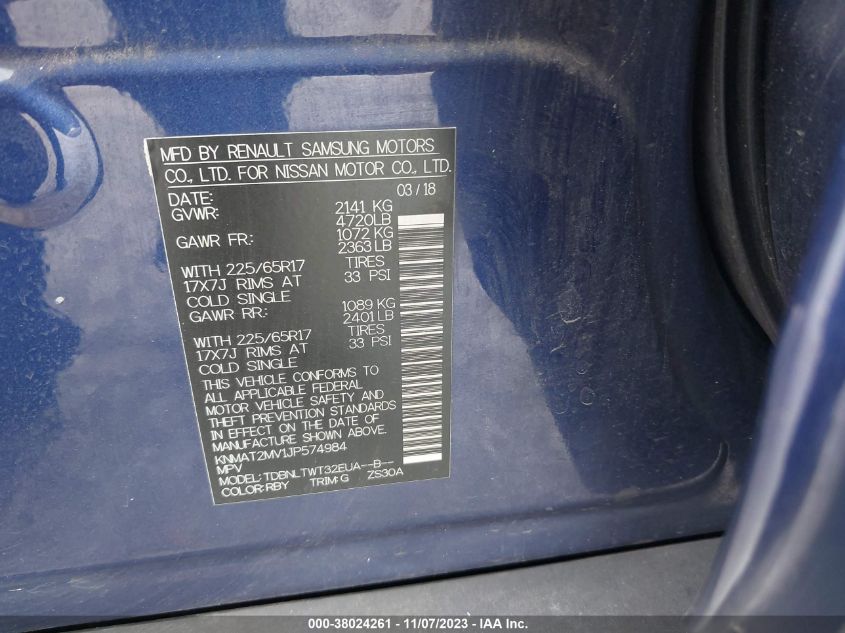 MFD BY RENAULT SAMSUNG MOTORS
CO., LTD. FOR NISSAN MOTOR CO., LTD.
DATE: 03/18
GVWR: 2141 KG
4720LB
GAWR FR.: 1072 KG
2363 LB
WITH 225/65R17 TIRES
17X7J RIMS AT 33 PSI
COLD SINGLE
GAWR RR.: 1089 KG
2401 LB
WITH 225/65R17 TIRES
17X7J RIMS AT 33 PSI
COLD SINGLE
THIS VEHICLE CONFORMS TO
ALL APPLICABLE FEDERAL
MOTOR VEHICLE SAFETY AND
THEFT PREVENTION STANDARDS
IN EFFECT ON THE DATE OF
MANUFACTURE SHOWN ABOVE.
KNMAT2MV1JP574984
MPV
MODEL: TDBNLTWT32EUA--B--
COLOR:RBY TRIM:G ZS30A
000-38024261 - 11/07/2023 - IAA Inc.